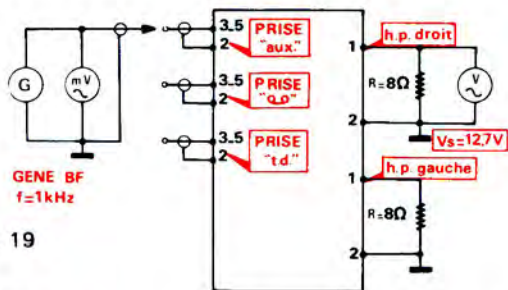 G
mV
GENE BF
f=1kHz
19
3.5
2
PRISE
"aux."
3.5
2
PRISE
3.5
2
PRISE
"t.d."
1
h.p. droit
R=8Ω
V
2
Vs=12,7V
1
h.p. gauche
R=8Ω
2